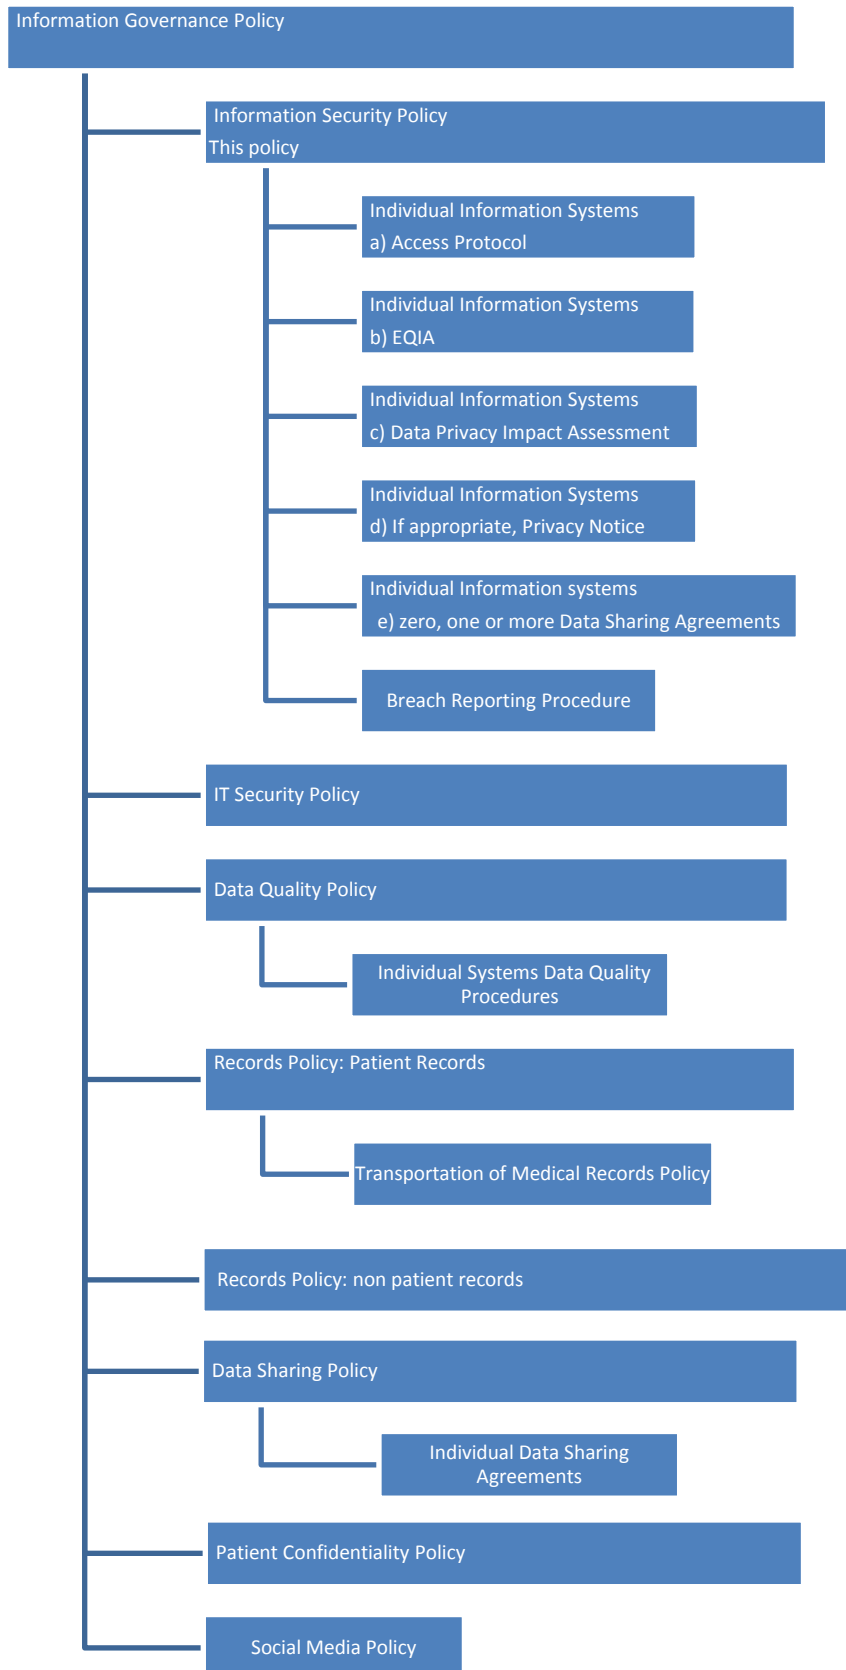 Information Governance Policy
Information Security Policy
This policy
Individual Information Systems
a) Access Protocol
Individual Information Systems
b) EQIA
Individual Information Systems
c) Data Privacy Impact Assessment
Individual Information Systems
d) If appropriate, Privacy Notice
Individual Information systems
e) zero, one or more Data Sharing Agreements
Breach Reporting Procedure
IT Security Policy
Data Quality Policy
Individual Systems Data Quality
Procedures
Records Policy: Patient Records
Transportation of Medical Records Policy
Records Policy: non patient records
Data Sharing Policy
Individual Data Sharing
Agreements
Patient Confidentiality Policy
Social Media Policy